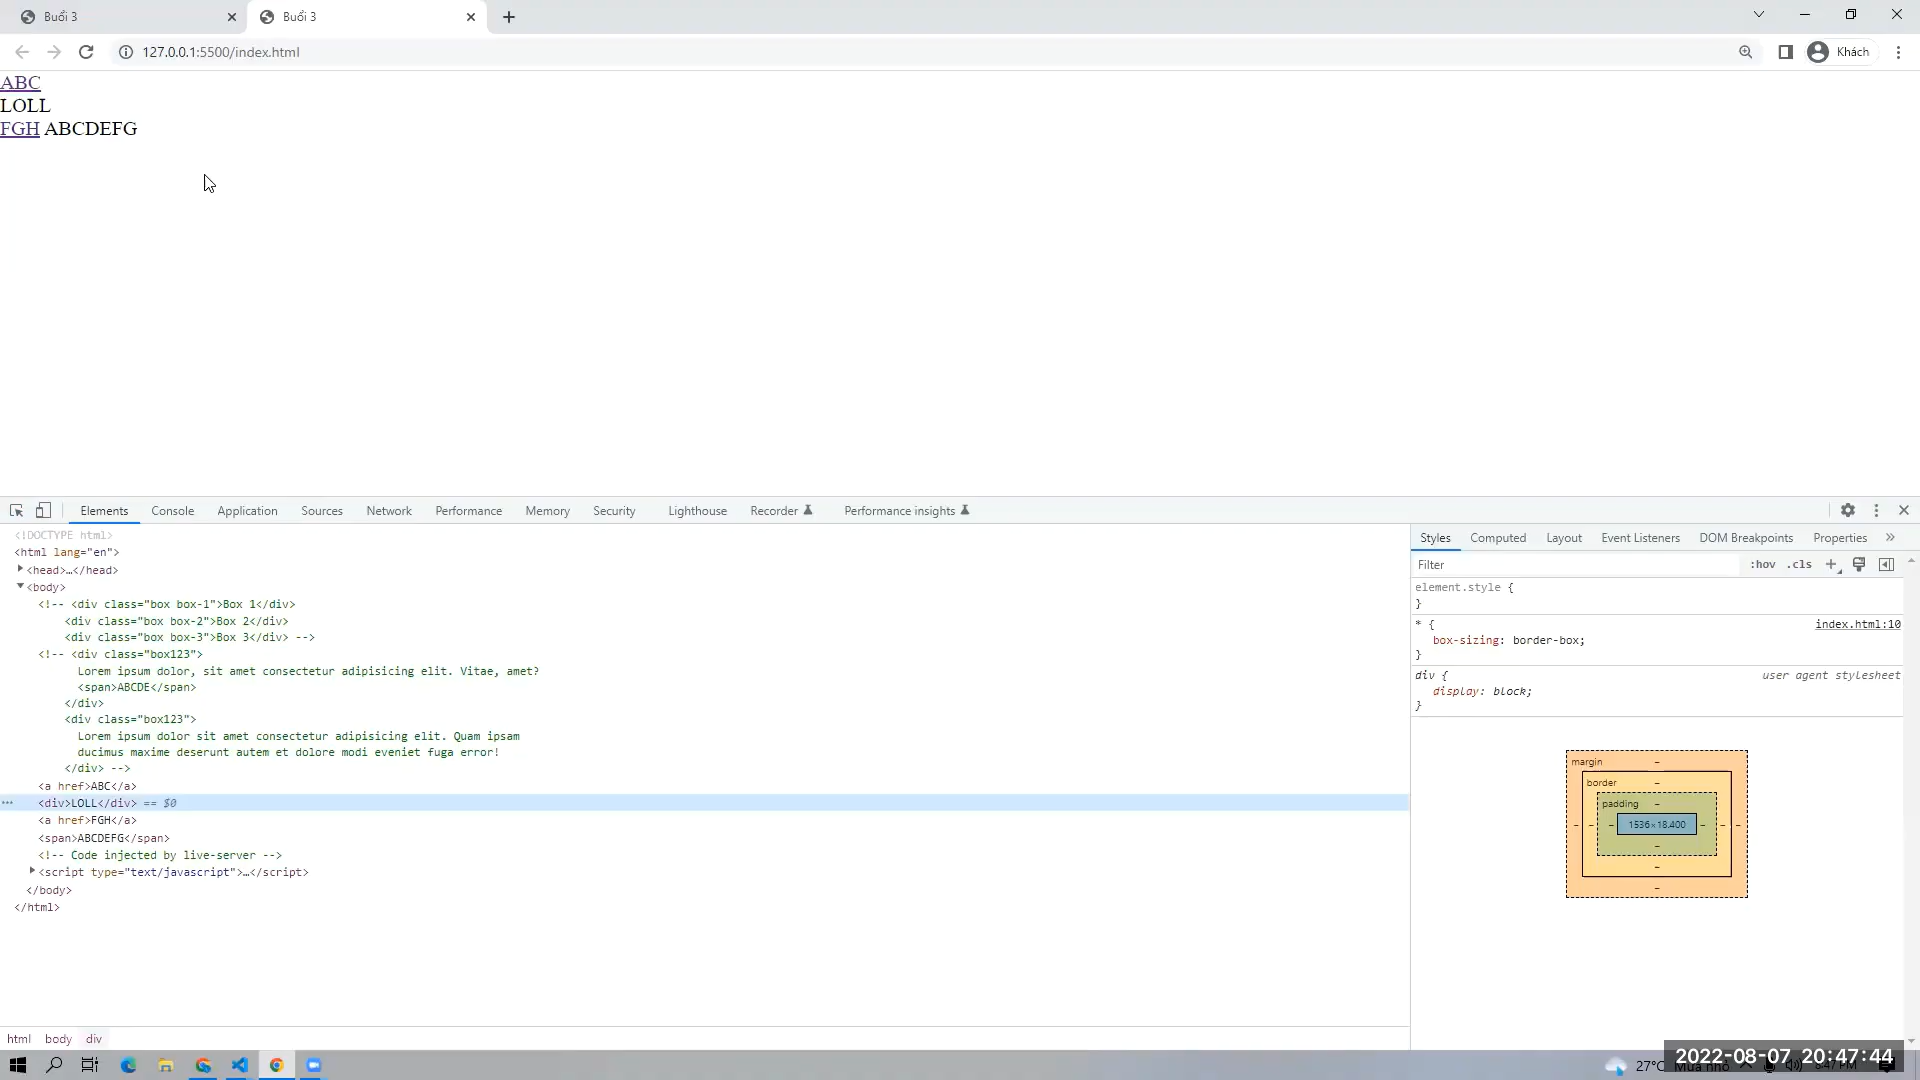 Buổi 3
Buổi 3
127.0.0.1:5500/index.html
Khách
ABC
LOLL
FGH ABCDEFG
Elements Console Application Sources Network Performance Memory Security Lighthouse Recorder Performance insights
<!DOCTYPE html>
<html lang="en">
<head>…</head>
<body>
<!-- <div class="box box-1">Box 1</div>
<div class="box box-2">Box 2</div>
<div class="box box-3">Box 3</div> -->
<!-- <div class="box123">
Lorem ipsum dolor, sit amet consectetur adipisicing elit. Vitae, amet?
<span>ABCDE</span>
</div>
<div class="box123">
Lorem ipsum dolor sit amet consectetur adipisicing elit. Quam ipsam
ducimus maxime deserunt autem et dolore modi eveniet fuga error!
</div> -->
<a href>ABC</a>
<div>LOLL</div> == $0
<a href>FGH</a>
<span>ABCDEFG</span>
<!-- Code injected by live-server -->
<script type="text/javascript">…</script>
</body>
</html>
html body div
Styles Computed Layout Event Listeners DOM Breakpoints Properties
Filter :hov .cls
element.style {
}
* { index.html:10
box-sizing: border-box;
}
div { user agent stylesheet
display: block;
}
margin
border
padding
1536×18.400
27°C
2022-08-07 20:47:44